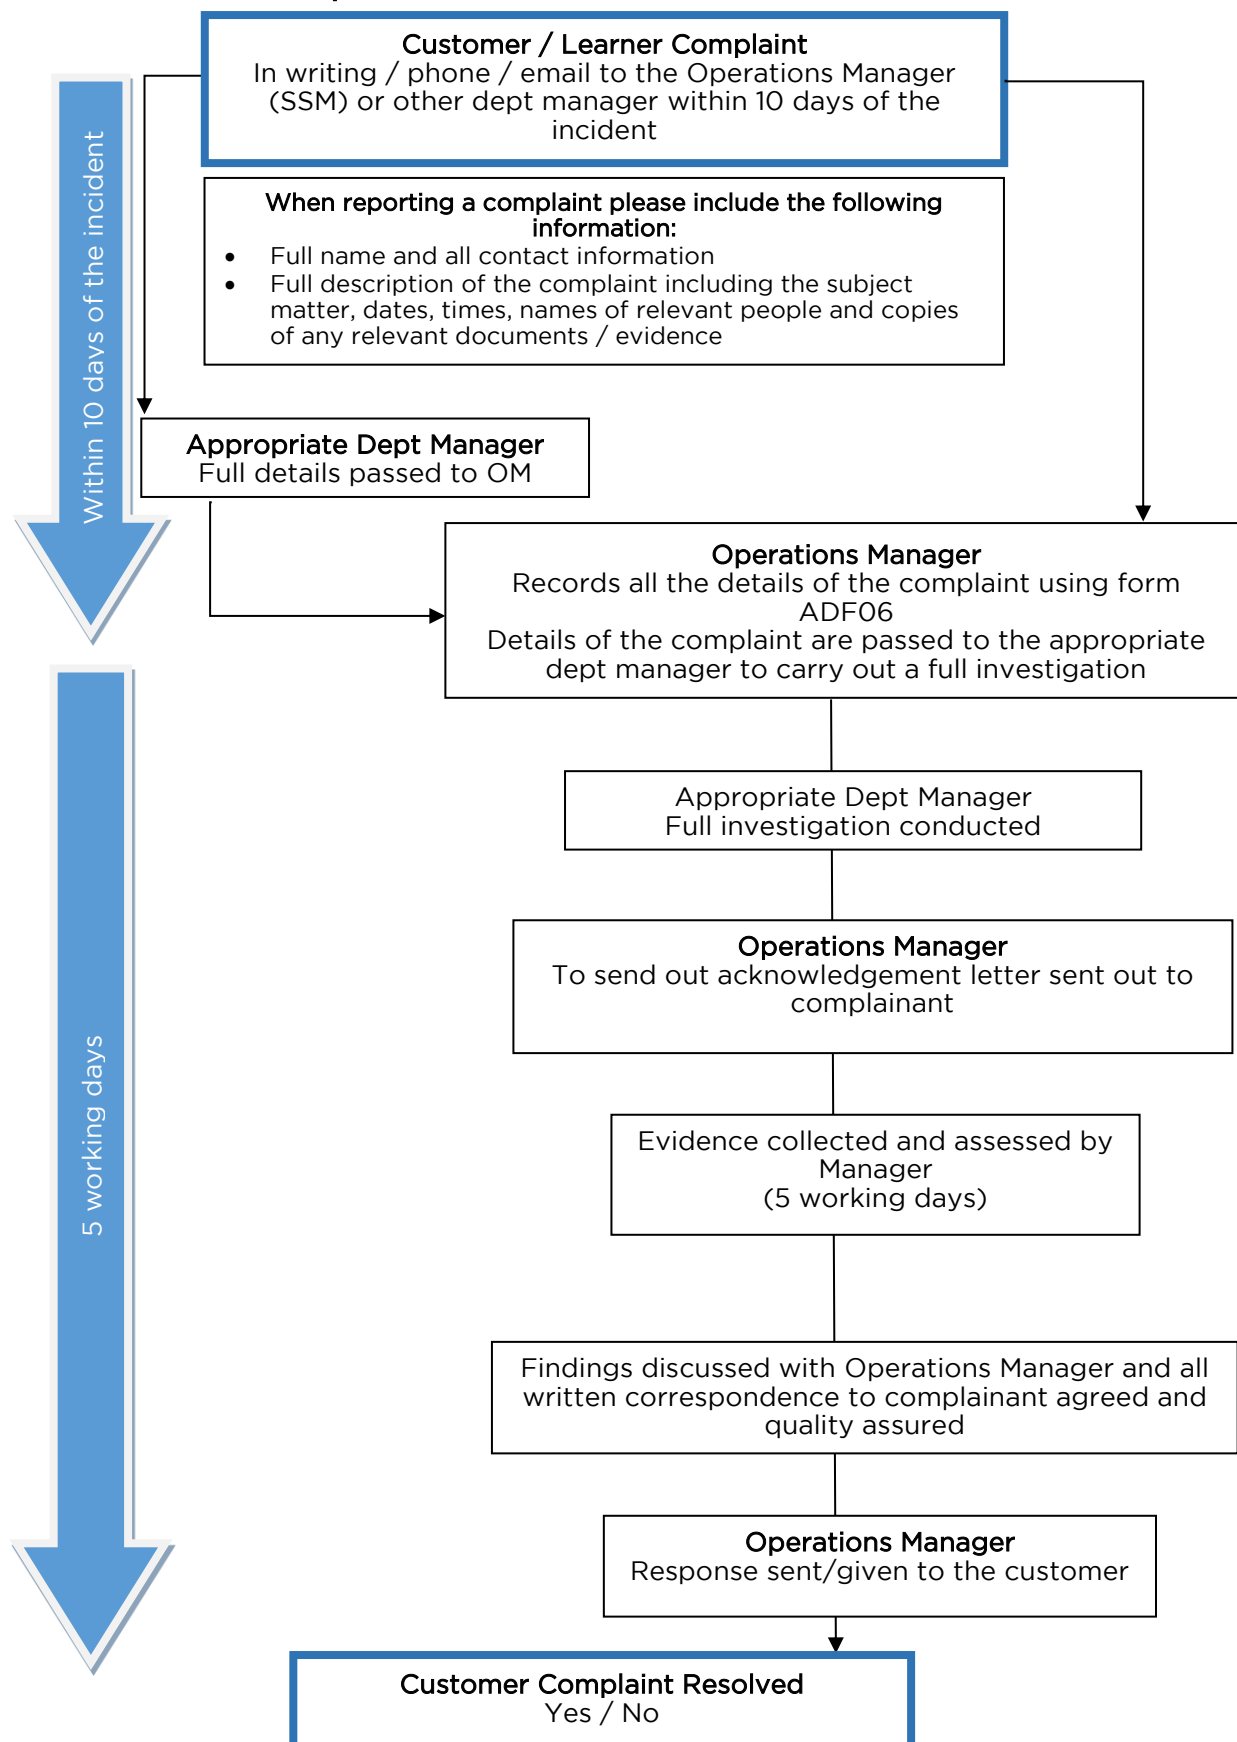 Customer / Learner Complaint
In writing / phone / email to the Operations Manager
(SSM) or other dept manager within 10 days of the
incident
When reporting a complaint please include the following
information:
• Full name and all contact information
• Full description of the complaint including the subject
matter, dates, times, names of relevant people and copies
of any relevant documents / evidence
Within 10 days of the incident
Appropriate Dept Manager
Full details passed to OM
Operations Manager
Records all the details of the complaint using form
ADF06
Details of the complaint are passed to the appropriate
dept manager to carry out a full investigation
Appropriate Dept Manager
Full investigation conducted
Operations Manager
To send out acknowledgement letter sent out to
complainant
5 working days
Evidence collected and assessed by
Manager
(5 working days)
Findings discussed with Operations Manager and all
written correspondence to complainant agreed and
quality assured
Operations Manager
Response sent/given to the customer
Customer Complaint Resolved
Yes / No